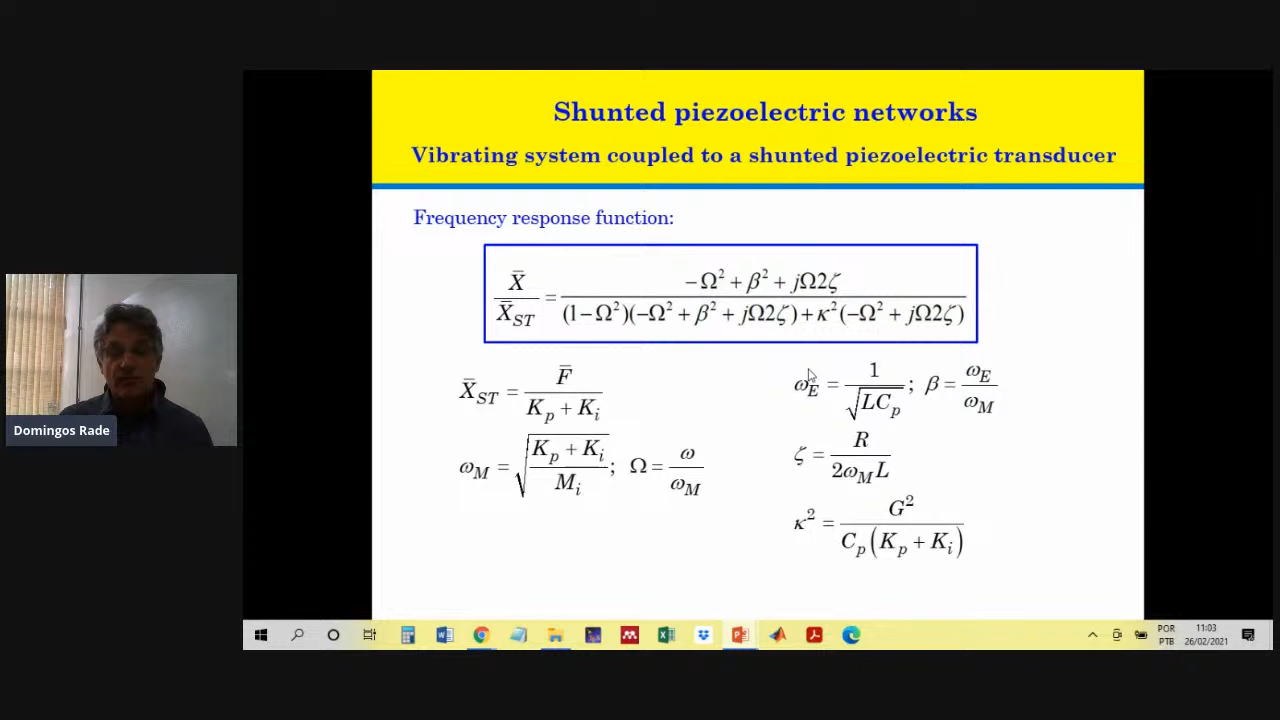 Shunted piezoelectric networks
Vibrating system coupled to a shunted piezoelectric transducer
Frequency response function:
X̄/X̄_ST = (−Ω² + β² + jΩ2ζ) / ((1−Ω²)(−Ω² + β² + jΩ2ζ) + κ²(−Ω² + jΩ2ζ))
X̄_ST = F̄ / (K_p + K_i)
ω_M = √((K_p + K_i) / M_i); Ω = ω/ω_M
ω_E = 1/√(LC_p); β = ω_E/ω_M
ζ = R / (2ω_M L)
κ² = G² / (C_p(K_p + K_i))
Domingos Rade
POR
PTB
11:03
26/02/2021